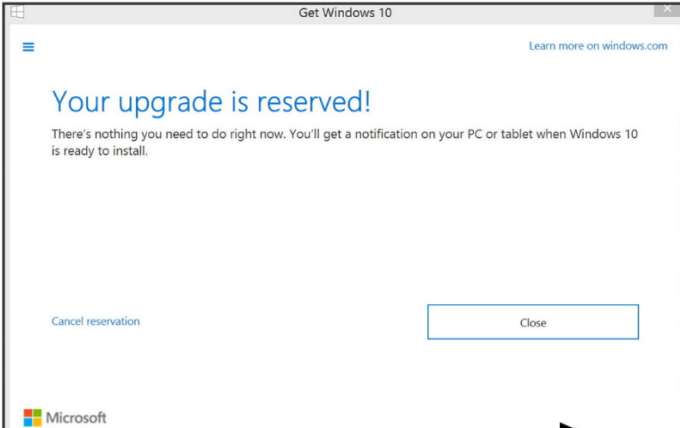 Get Windows 10
Learn more on windows.com
Your upgrade is reserved!
There's nothing you need to do right now. You'll get a notification on your PC or tablet when Windows 10
is ready to install.
Cancel reservation
Close
Microsoft